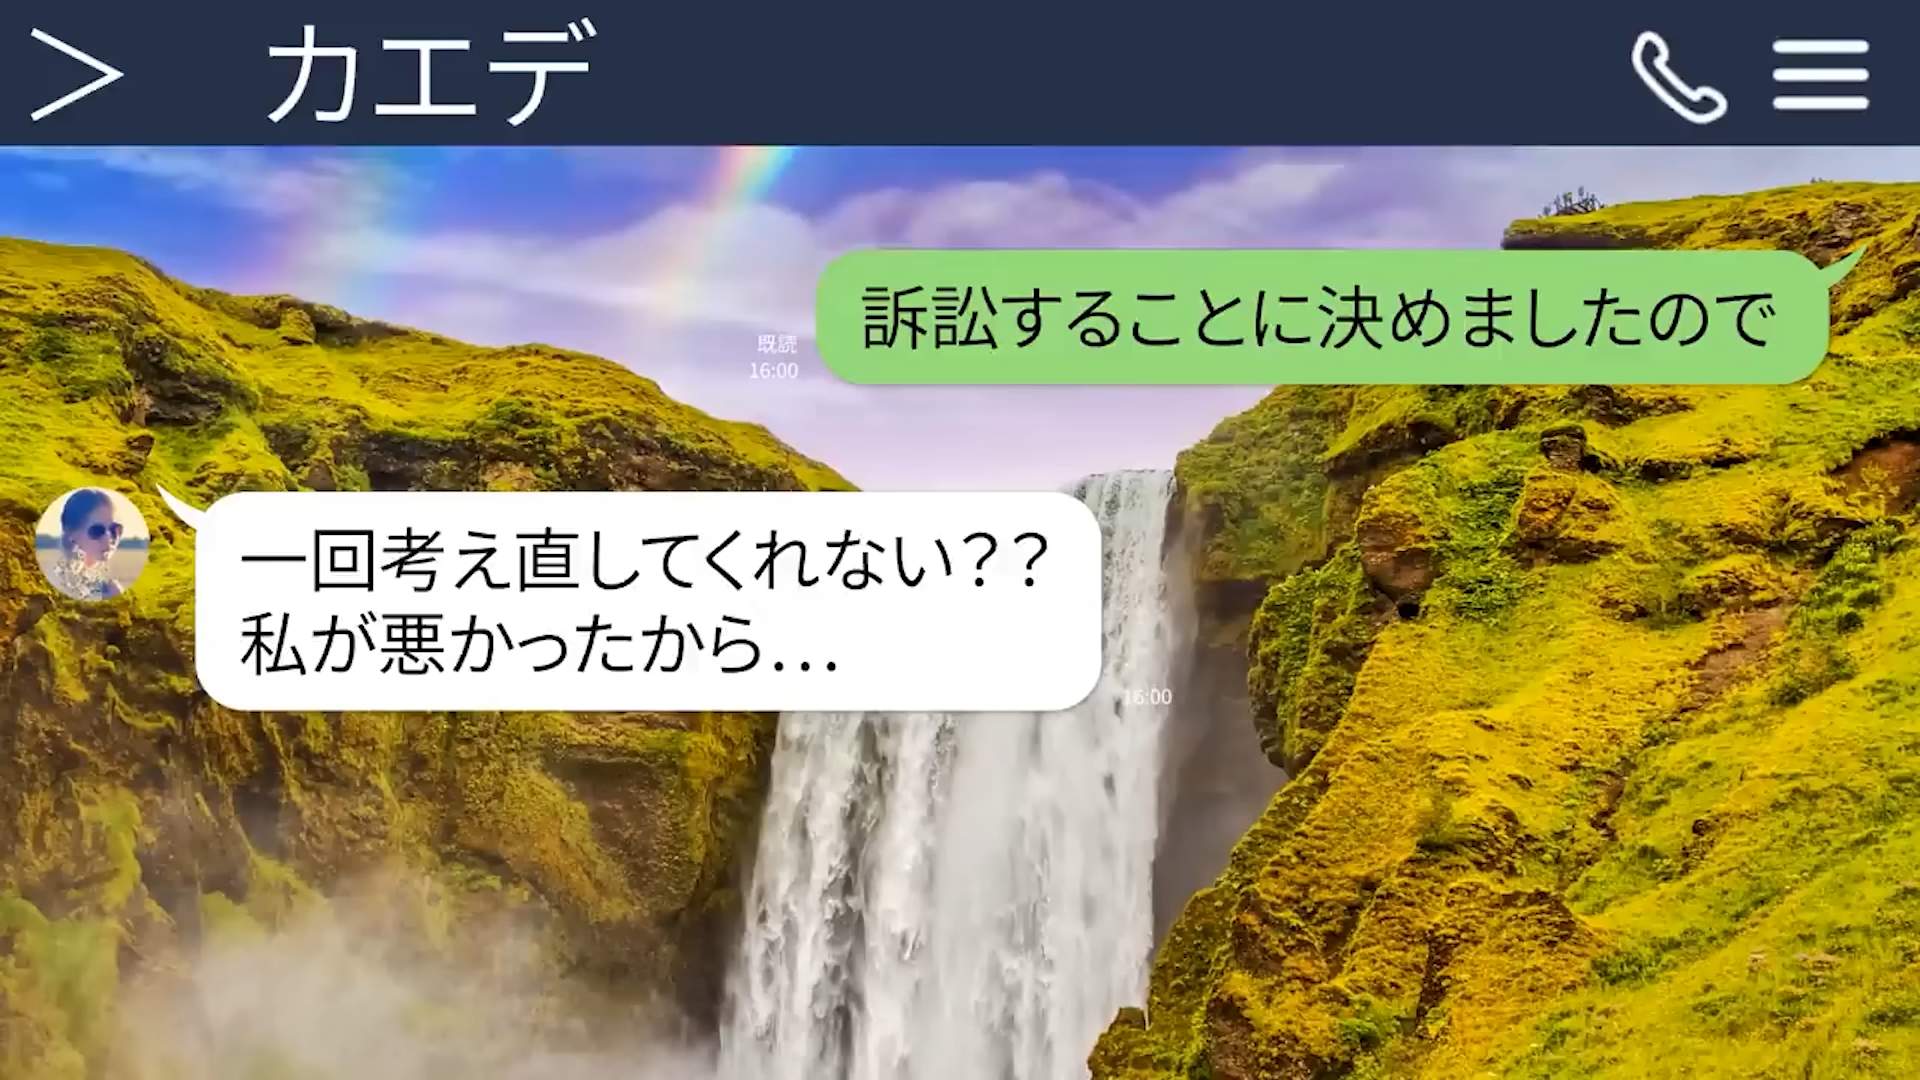 > カエデ
訴訟することに決めましたので
既読
16:00
一回考え直してくれない？？
私が悪かったから…
16:00